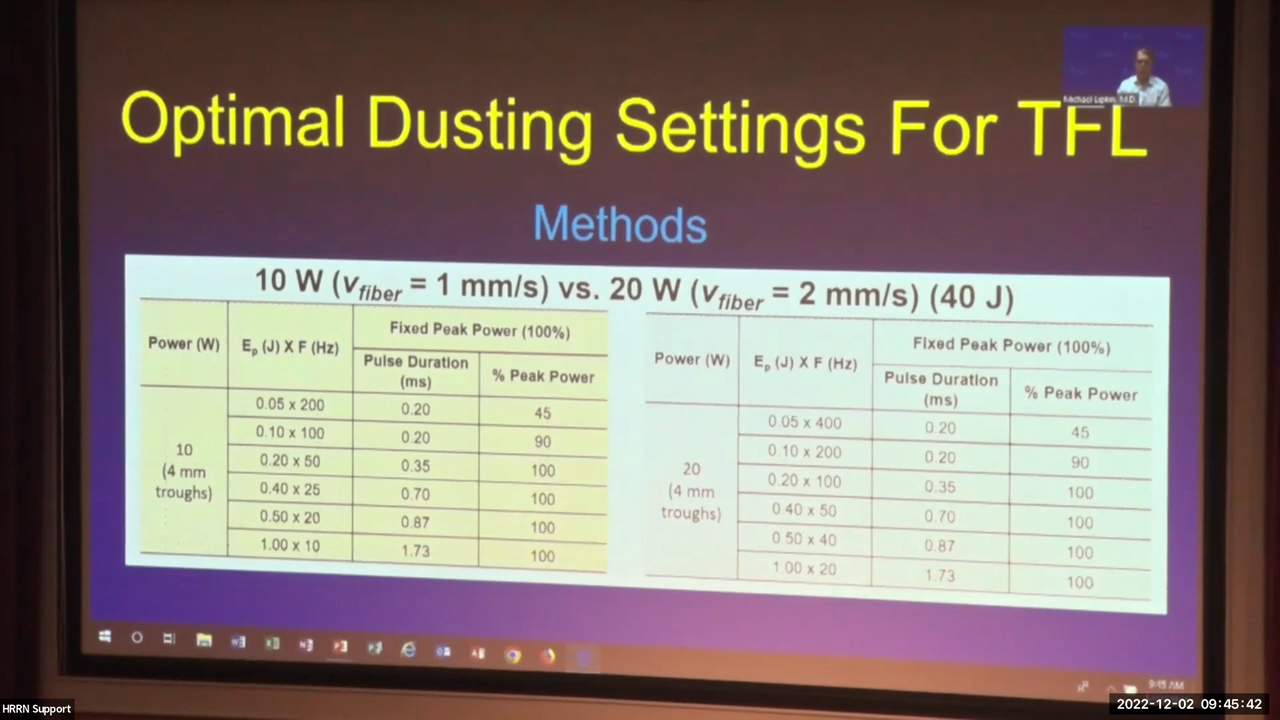 Michael Lipkin, M.D.
Optimal Dusting Settings For TFL
Methods
10 W (vfiber = 1 mm/s) vs. 20 W (vfiber = 2 mm/s) (40 J)
Power (W) Ep (J) X F (Hz) Fixed Peak Power (100%)
Pulse Duration (ms) % Peak Power
10 (4 mm troughs)
0.05 x 200 0.20 45
0.10 x 100 0.20 90
0.20 x 50 0.35 100
0.40 x 25 0.70 100
0.50 x 20 0.87 100
1.00 x 10 1.73 100
Power (W) Ep (J) X F (Hz) Fixed Peak Power (100%)
Pulse Duration (ms) % Peak Power
20 (4 mm troughs)
0.05 x 400 0.20 45
0.10 x 200 0.20 90
0.20 x 100 0.35 100
0.40 x 50 0.70 100
0.50 x 40 0.87 100
1.00 x 20 1.73 100
9:45 AM
HRRN Support
2022-12-02 09:45:42